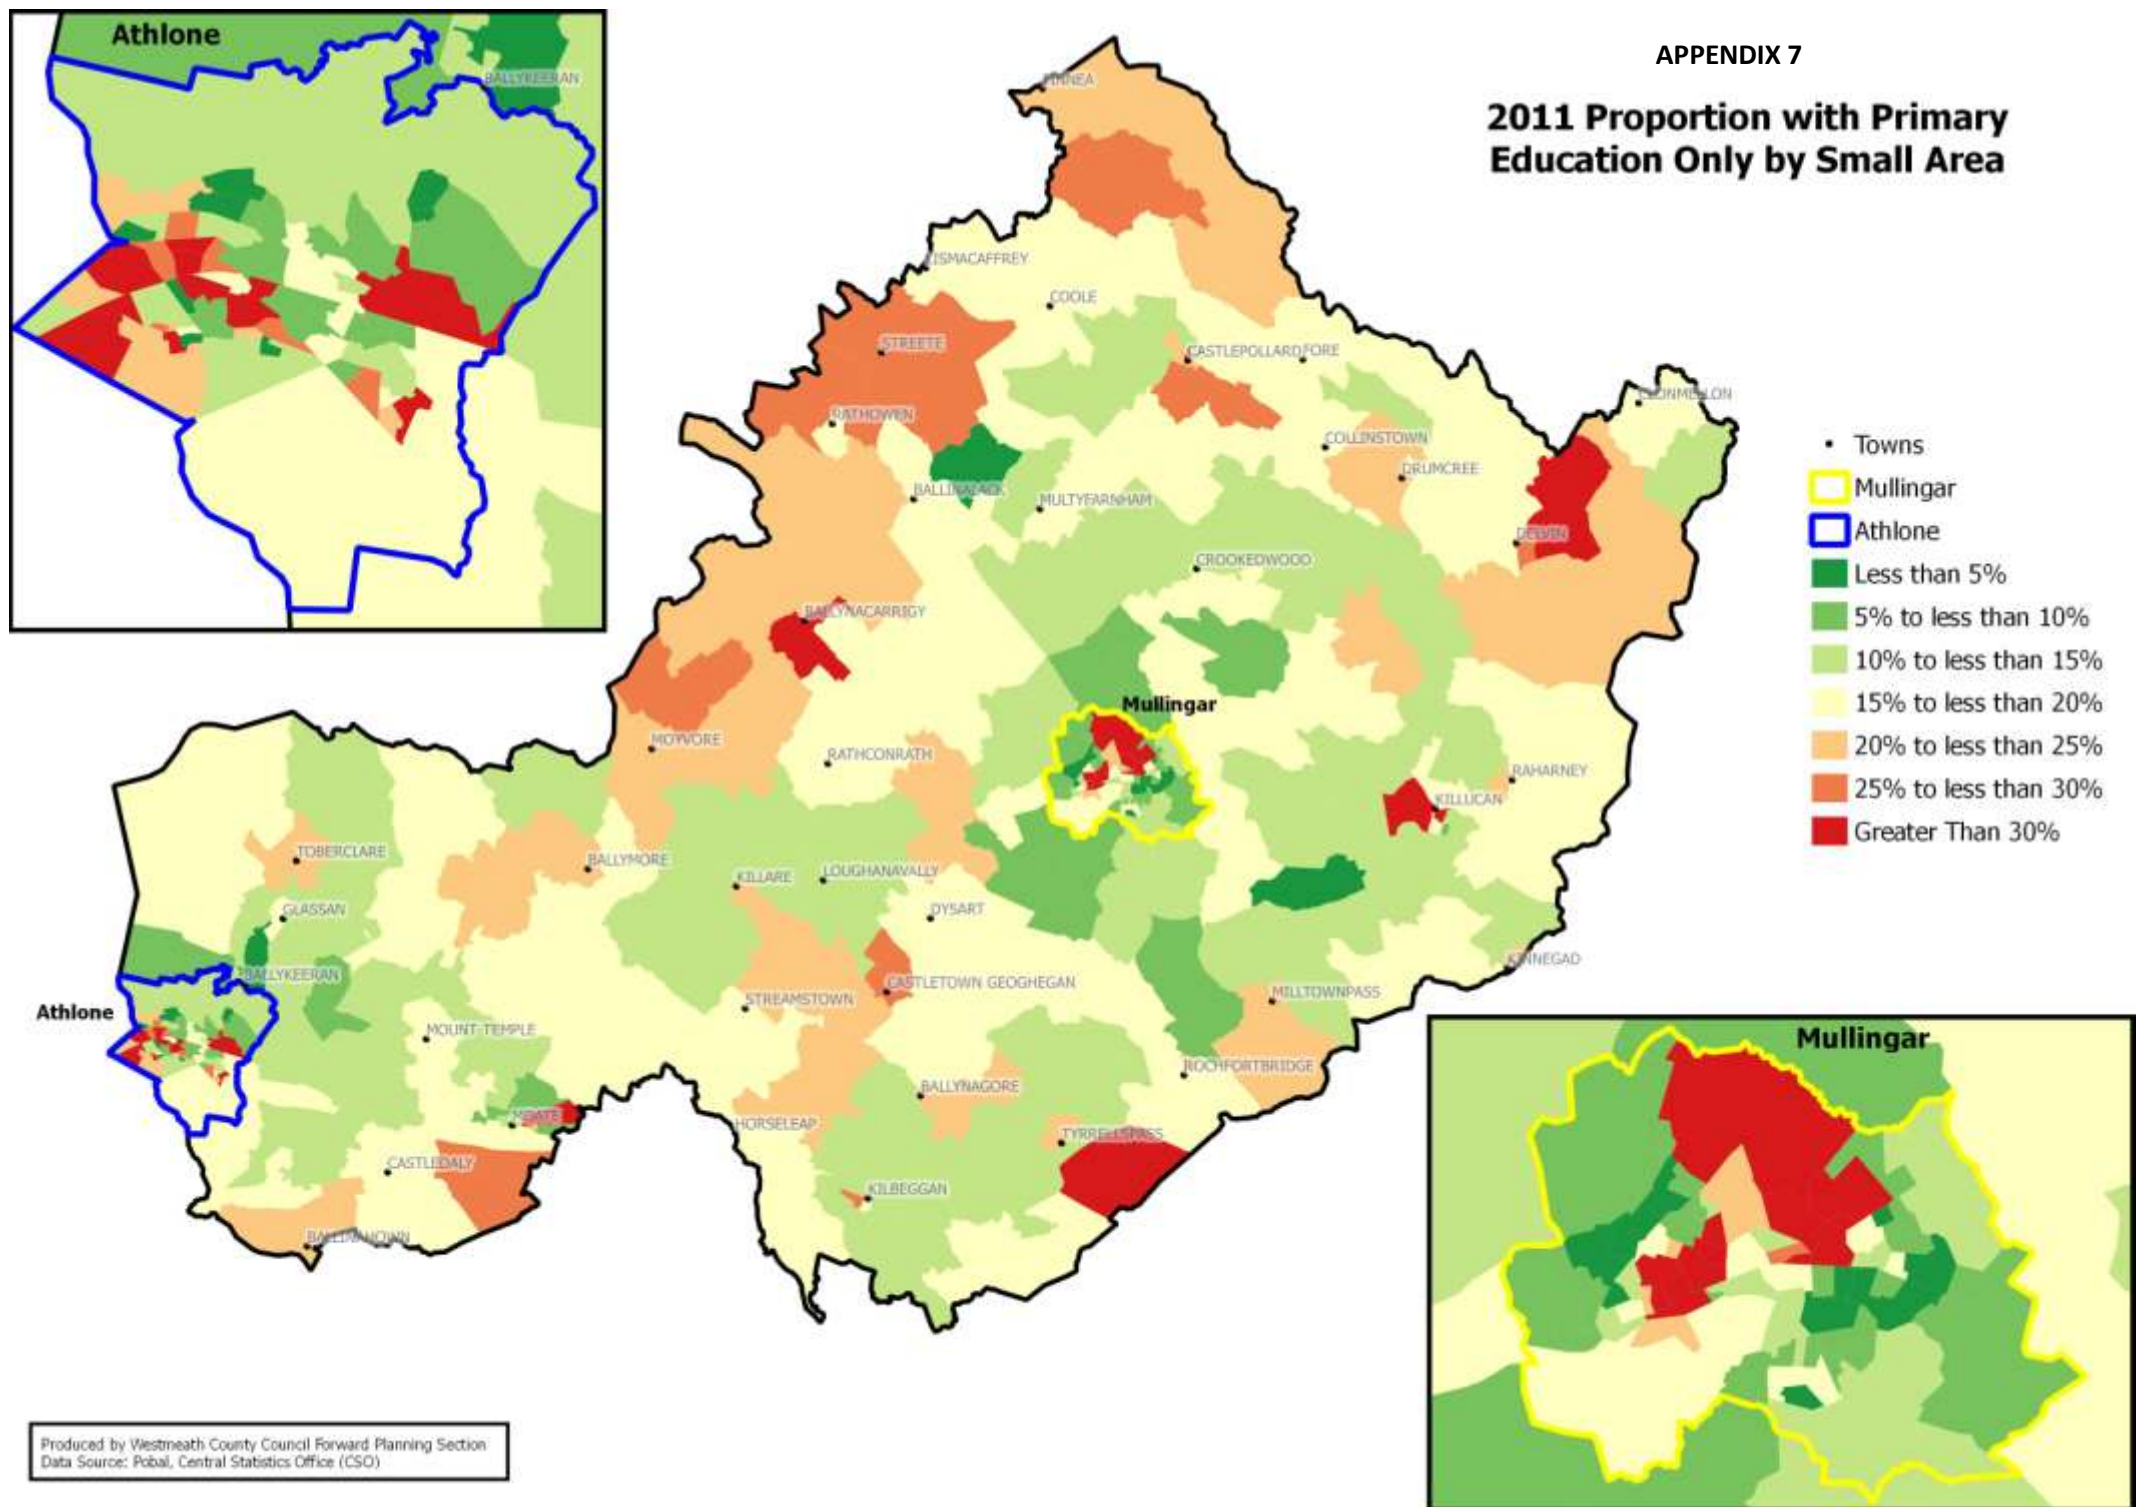 APPENDIX 7
2011 Proportion with Primary
Education Only by Small Area
Athlone
BALLYKEERAN
FINNEA
LISMACAFFREY
COOLE
STREETE
CASTLEPOLLARD
FORE
RATHOWEN
CLONMELLON
COLLINSTOWN
DRUMCREE
BALLINALACK
MULTYFARNHAM
DELVIN
CROOKEDWOOD
BALLYNACARRIGY
Mullingar
MOYVORE
RATHCONRATH
RAHARNEY
KILLUCAN
TOBERCLARE
BALLYMORE
KILLARE
LOUGHANAVALLY
GLASSAN
DYSART
KINNEGAD
BALLYKEERAN
CASTLETOWN GEOGHEGAN
STREAMSTOWN
MILLTOWNPASS
Athlone
MOUNT TEMPLE
ROCHFORTBRIDGE
BALLYNAGORE
MOATE
HORSELEAP
TYRRELLSPASS
CASTLEDALY
KILBEGGAN
BALLINAHOWN
Towns
Mullingar
Athlone
Less than 5%
5% to less than 10%
10% to less than 15%
15% to less than 20%
20% to less than 25%
25% to less than 30%
Greater Than 30%
Mullingar
Produced by Westmeath County Council Forward Planning Section
Data Source: Pobal, Central Statistics Office (CSO)